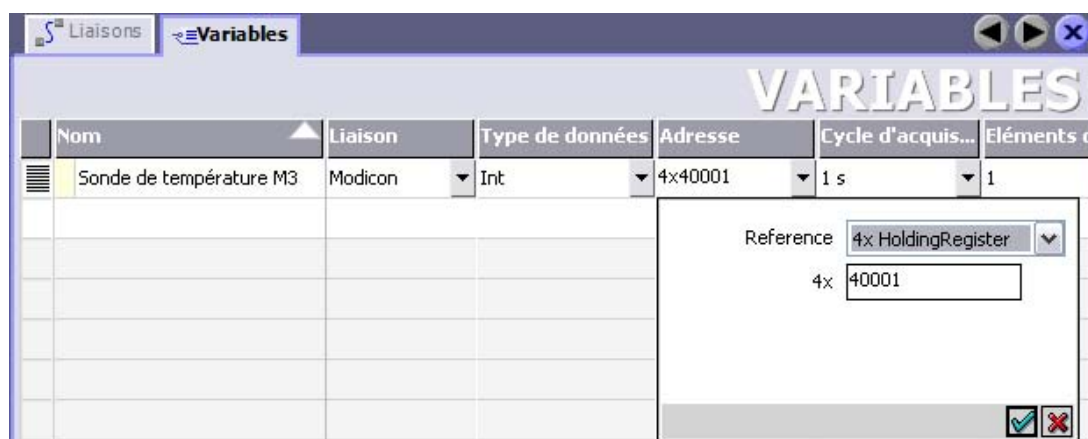 Liaisons Variables
VARIABLES
Nom Liaison Type de données Adresse Cycle d'acquis... Eléments
Sonde de température M3 Modicon Int 4x40001 1 s 1
Reference 4x HoldingRegister
4x 40001